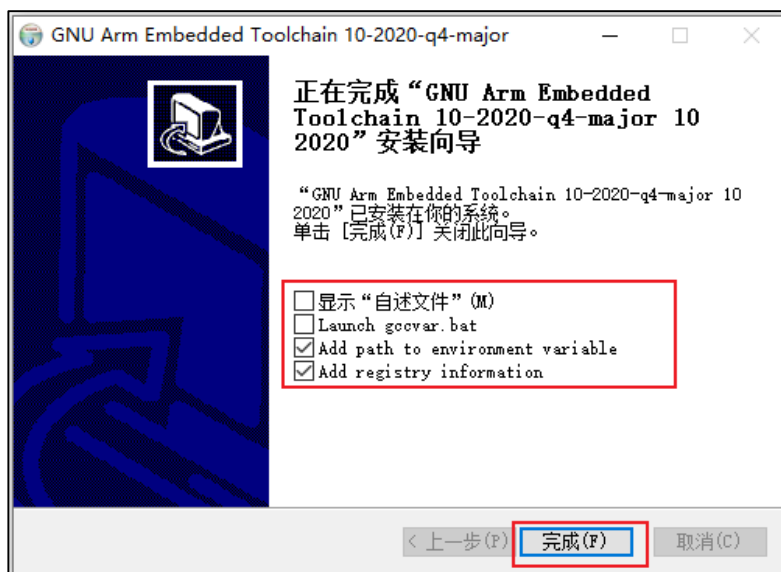 GNU Arm Embedded Toolchain 10-2020-q4-major
正在完成“GNU Arm Embedded
Toolchain 10-2020-q4-major 10
2020”安装向导
“GNU Arm Embedded Toolchain 10-2020-q4-major 10
2020”已安装在你的系统。
单击 [完成(F)] 关闭此向导。
显示“自述文件”(M)
Launch gccvar.bat
Add path to environment variable
Add registry information
< 上一步(P) 完成(F) 取消(C)